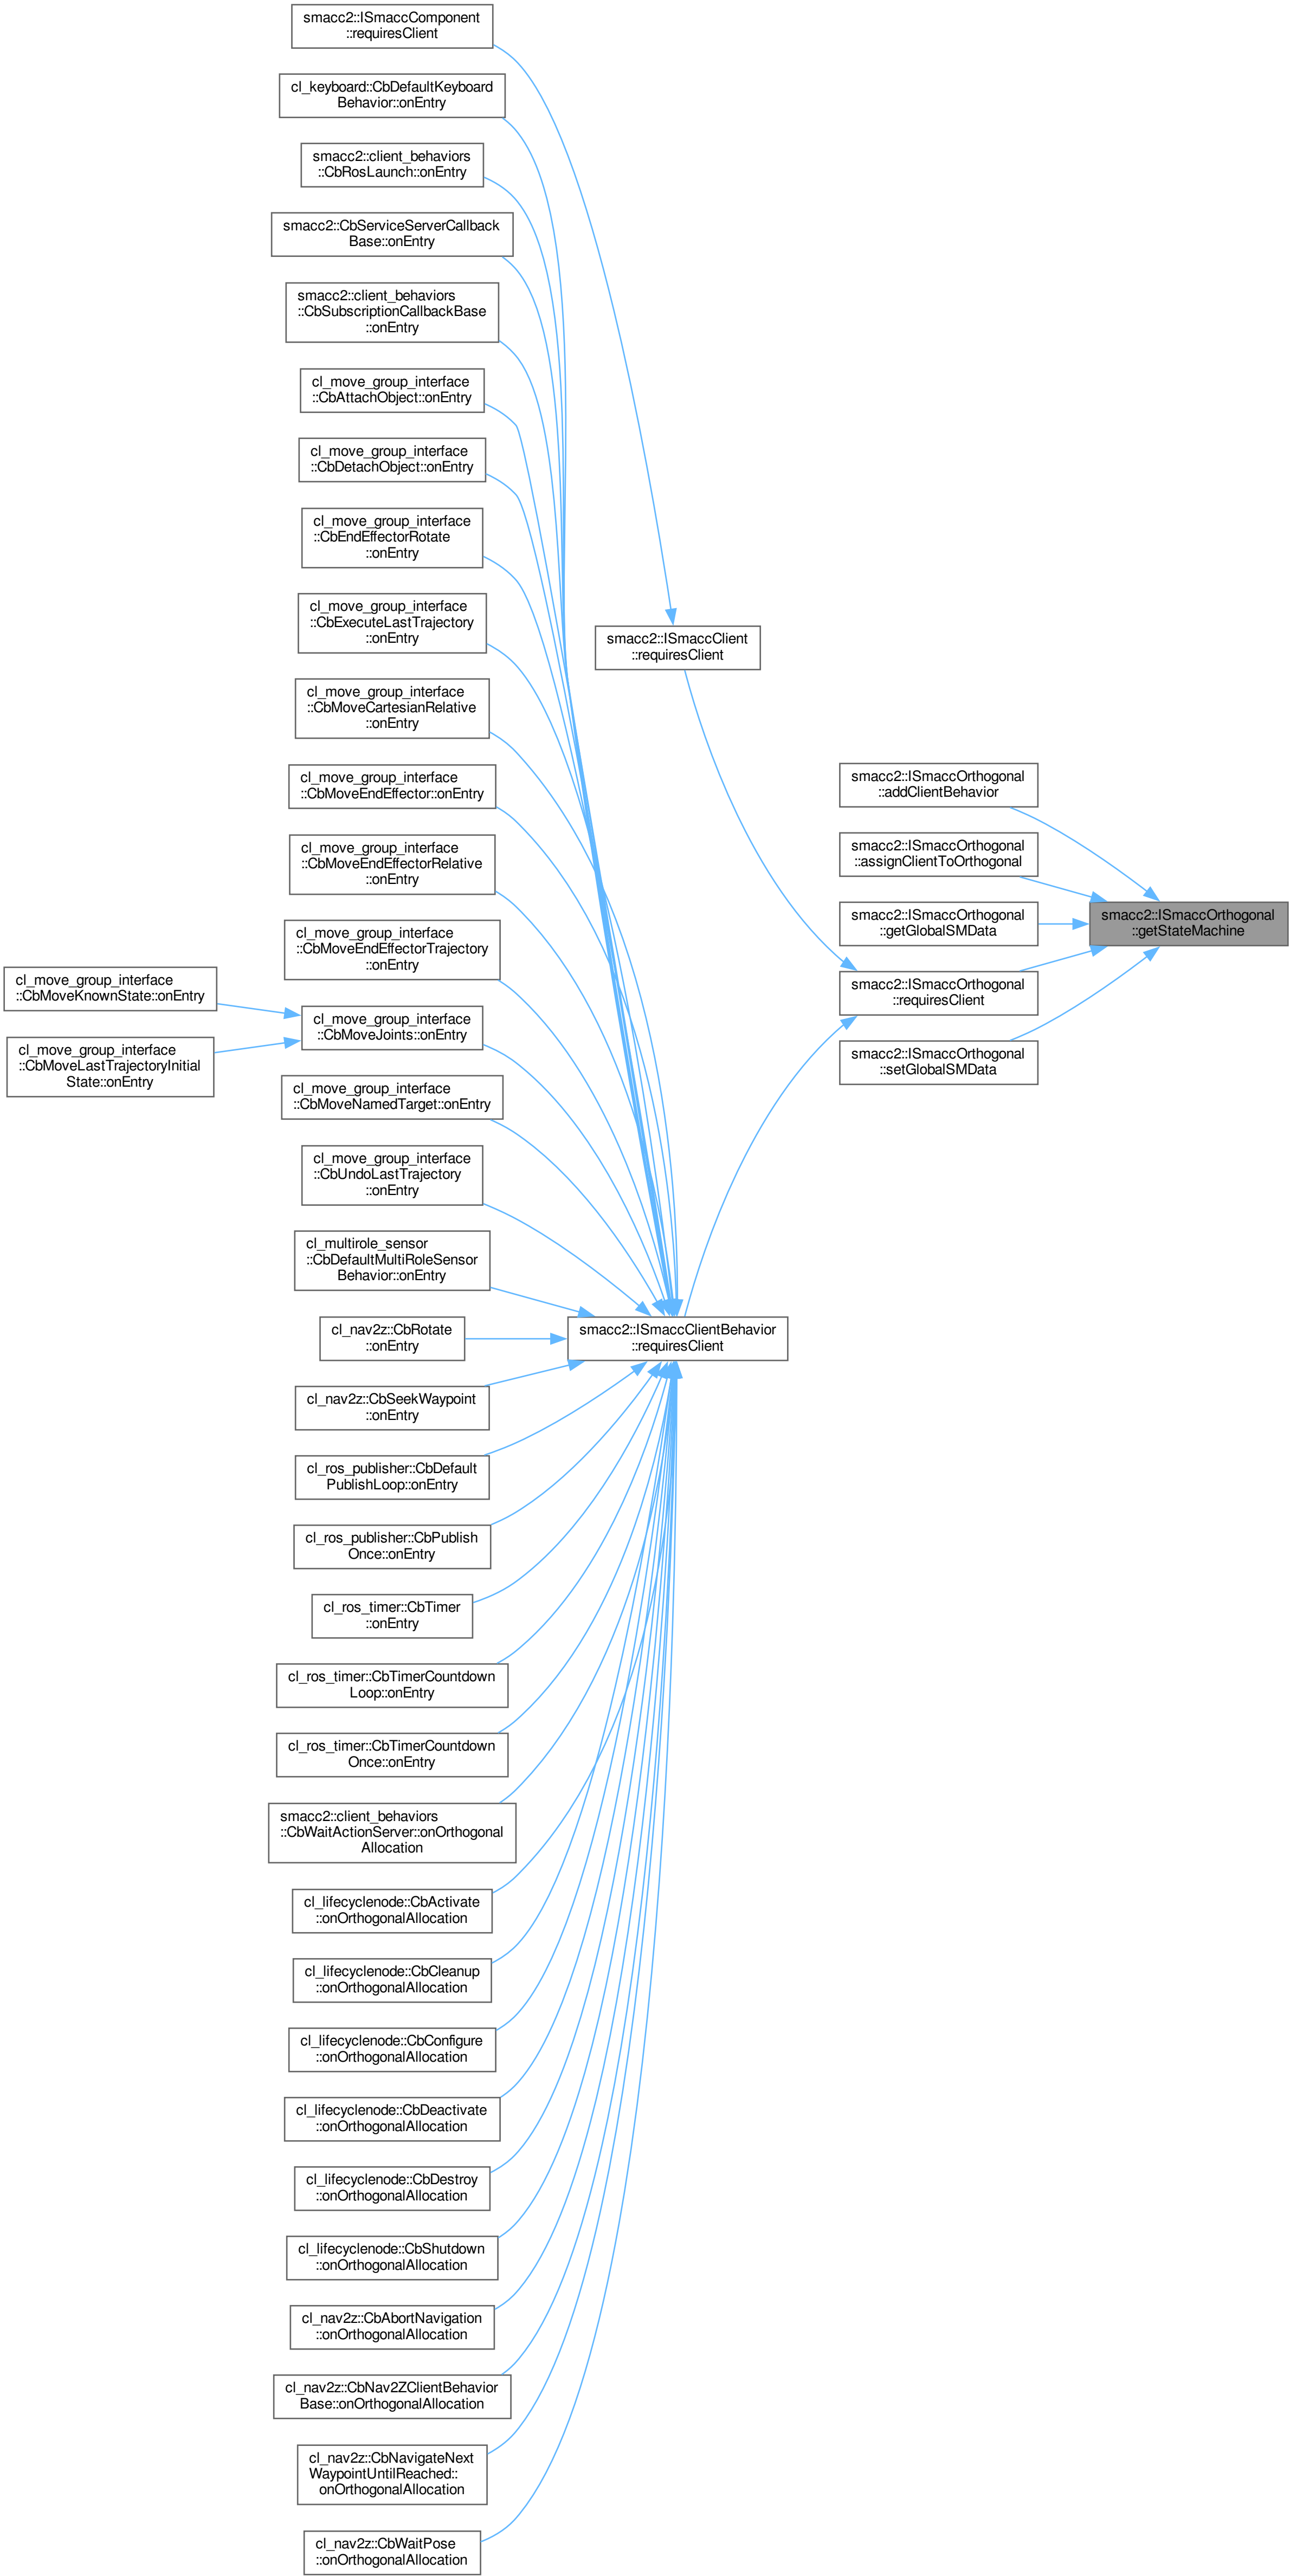 smacc2::ISmaccComponent
::requiresClient
cl_keyboard::CbDefaultKeyboard
Behavior::onEntry
smacc2::client_behaviors
::CbRosLaunch::onEntry
smacc2::CbServiceServerCallback
Base::onEntry
smacc2::client_behaviors
::CbSubscriptionCallbackBase
::onEntry
cl_move_group_interface
::CbAttachObject::onEntry
cl_move_group_interface
::CbDetachObject::onEntry
cl_move_group_interface
::CbEndEffectorRotate
::onEntry
cl_move_group_interface
::CbExecuteLastTrajectory
::onEntry
cl_move_group_interface
::CbMoveCartesianRelative
::onEntry
cl_move_group_interface
::CbMoveEndEffector::onEntry
cl_move_group_interface
::CbMoveEndEffectorRelative
::onEntry
cl_move_group_interface
::CbMoveEndEffectorTrajectory
::onEntry
cl_move_group_interface
::CbMoveKnownState::onEntry
cl_move_group_interface
::CbMoveLastTrajectoryInitial
State::onEntry
cl_move_group_interface
::CbMoveJoints::onEntry
cl_move_group_interface
::CbMoveNamedTarget::onEntry
cl_move_group_interface
::CbUndoLastTrajectory
::onEntry
cl_multirole_sensor
::CbDefaultMultiRoleSensor
Behavior::onEntry
cl_nav2z::CbRotate
::onEntry
cl_nav2z::CbSeekWaypoint
::onEntry
cl_ros_publisher::CbDefault
PublishLoop::onEntry
cl_ros_publisher::CbPublish
Once::onEntry
cl_ros_timer::CbTimer
::onEntry
cl_ros_timer::CbTimerCountdown
Loop::onEntry
cl_ros_timer::CbTimerCountdown
Once::onEntry
smacc2::client_behaviors
::CbWaitActionServer::onOrthogonal
Allocation
cl_lifecyclenode::CbActivate
::onOrthogonalAllocation
cl_lifecyclenode::CbCleanup
::onOrthogonalAllocation
cl_lifecyclenode::CbConfigure
::onOrthogonalAllocation
cl_lifecyclenode::CbDeactivate
::onOrthogonalAllocation
cl_lifecyclenode::CbDestroy
::onOrthogonalAllocation
cl_lifecyclenode::CbShutdown
::onOrthogonalAllocation
cl_nav2z::CbAbortNavigation
::onOrthogonalAllocation
cl_nav2z::CbNav2ZClientBehavior
Base::onOrthogonalAllocation
cl_nav2z::CbNavigateNext
WaypointUntilReached::
onOrthogonalAllocation
cl_nav2z::CbWaitPose
::onOrthogonalAllocation
smacc2::ISmaccClient
::requiresClient
smacc2::ISmaccClientBehavior
::requiresClient
smacc2::ISmaccOrthogonal
::addClientBehavior
smacc2::ISmaccOrthogonal
::assignClientToOrthogonal
smacc2::ISmaccOrthogonal
::getGlobalSMData
smacc2::ISmaccOrthogonal
::requiresClient
smacc2::ISmaccOrthogonal
::setGlobalSMData
smacc2::ISmaccOrthogonal
::getStateMachine